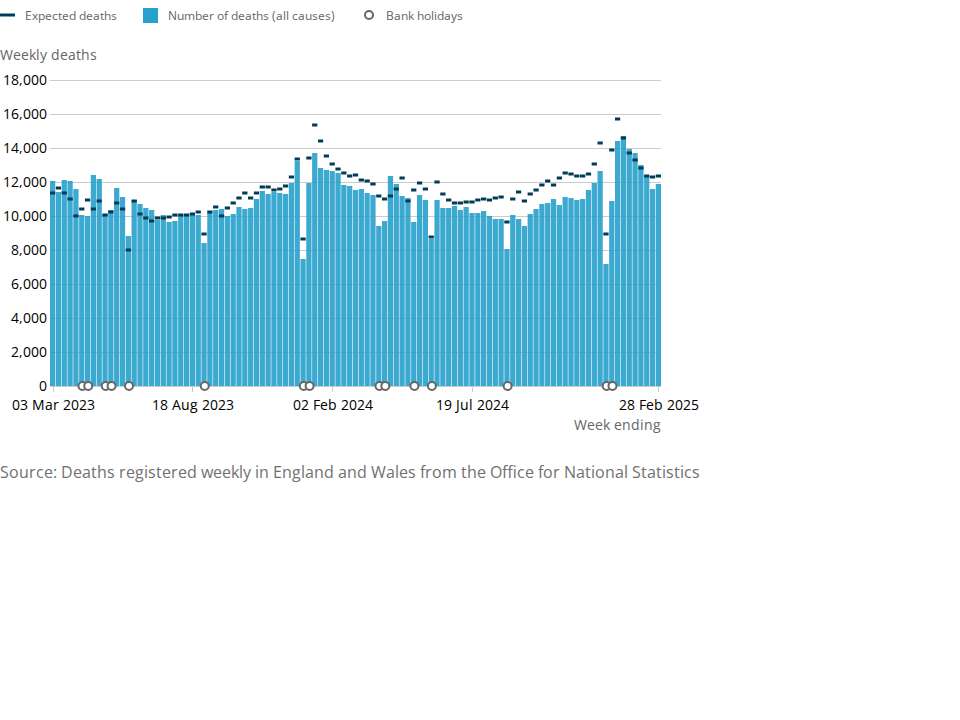 Expected deaths
Number of deaths (all causes)
Bank holidays
Weekly deaths
18,000
16,000
14,000
12,000
10,000
8,000
6,000
4,000
2,000
0
03 Mar 2023
18 Aug 2023
02 Feb 2024
19 Jul 2024
28 Feb 2025
Week ending
Source: Deaths registered weekly in England and Wales from the Office for National Statistics